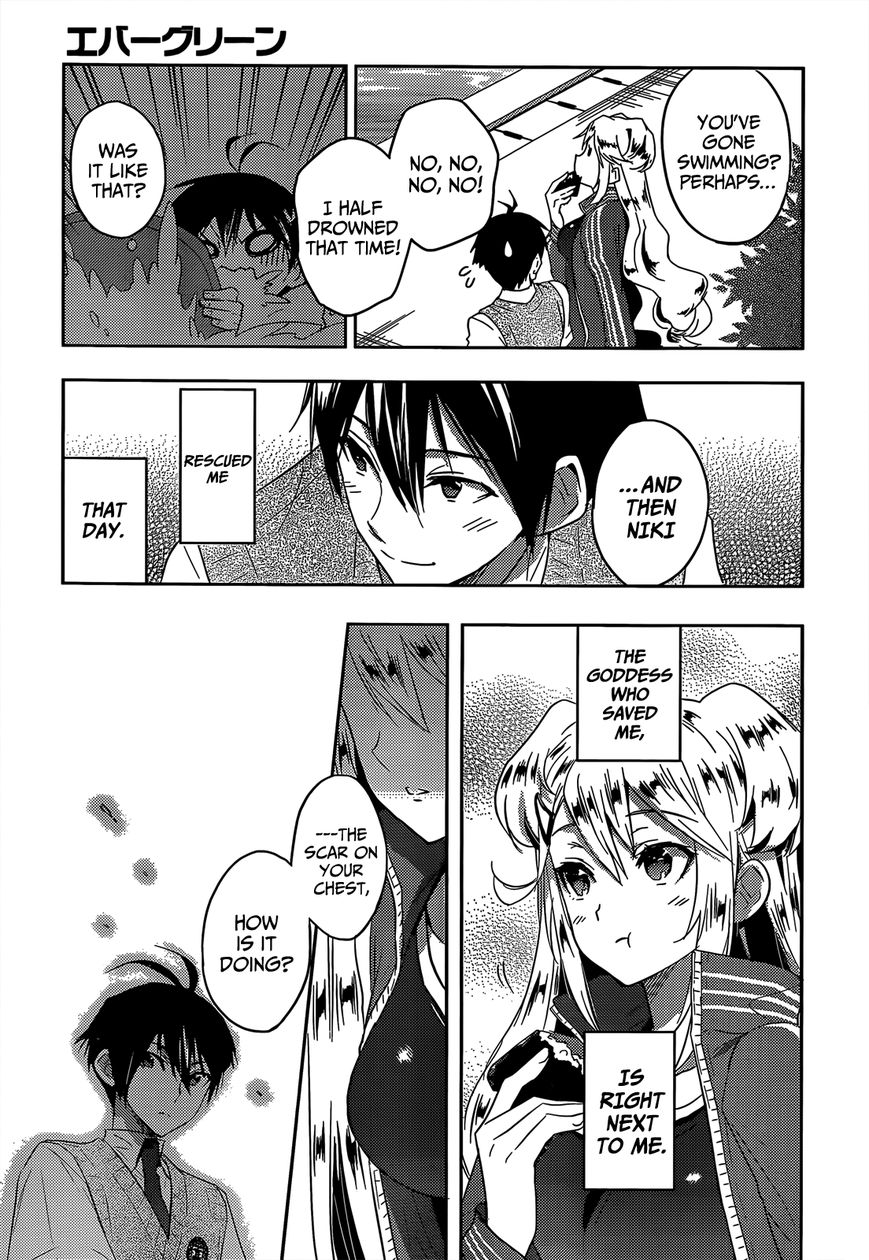 エバーグリーン
YOU'VE
GONE
SWIMMING?
PERHAPS...
NO, NO,
NO, NO!
I HALF
DROWNED
THAT TIME!
WAS
IT LIKE
THAT?
...AND
THEN
NIKI
RESCUED
ME
THAT
DAY.
THE
GODDESS
WHO
SAVED
ME,
IS
RIGHT
NEXT
TO ME.
---THE
SCAR ON
YOUR
CHEST,
HOW
IS IT
DOING?